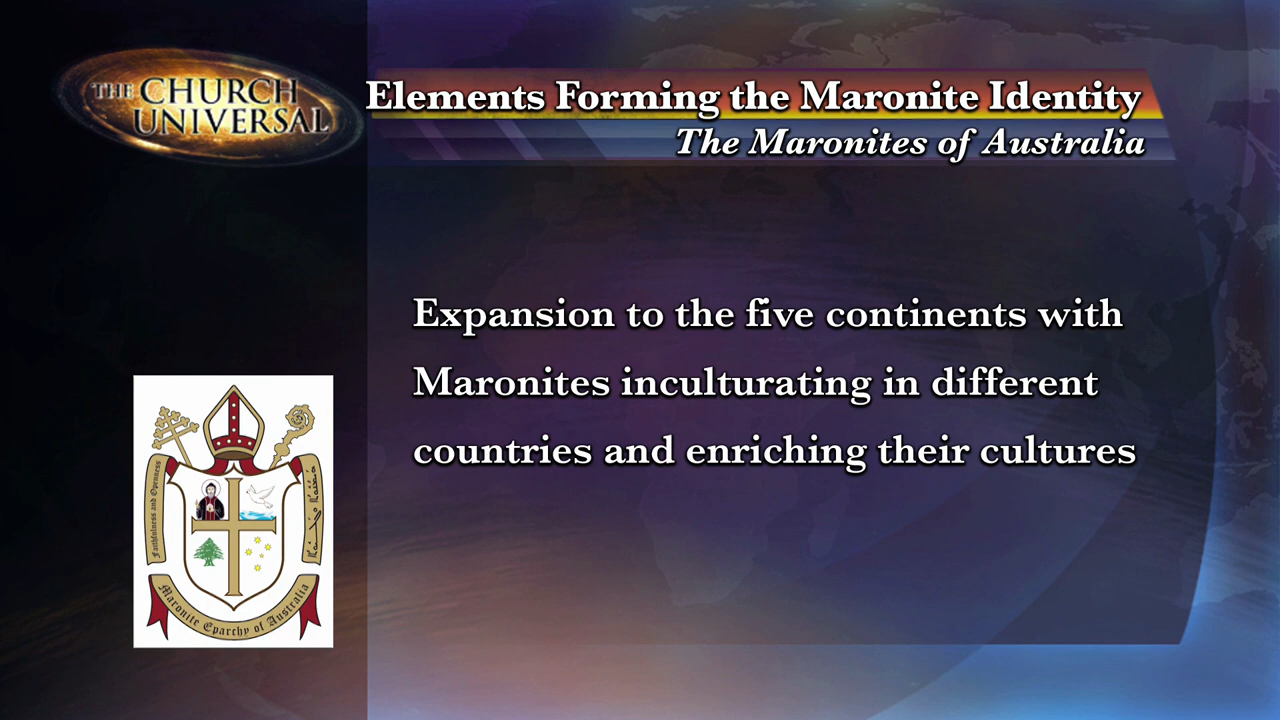 THE CHURCH
UNIVERSAL
Elements Forming the Maronite Identity
The Maronites of Australia
Expansion to the five continents with
Maronites inculturating in different
countries and enriching their cultures
Faithfulness and Openness
Maronite Eparchy of Australia